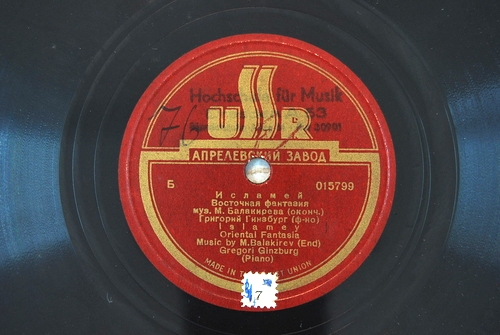 Hochschule für Musik
USSR
АПРЕЛЕВСКИЙ ЗАВОД
Б 015799
Исламей
Восточная фантазия
муз. М. Балакирева (оконч.)
Григорий Гинзбург (ф-но)
Islamey
Oriental Fantasia
Music by M. Balakirev (End)
Gregori Ginzburg
(Piano)
MADE IN THE UNION
7